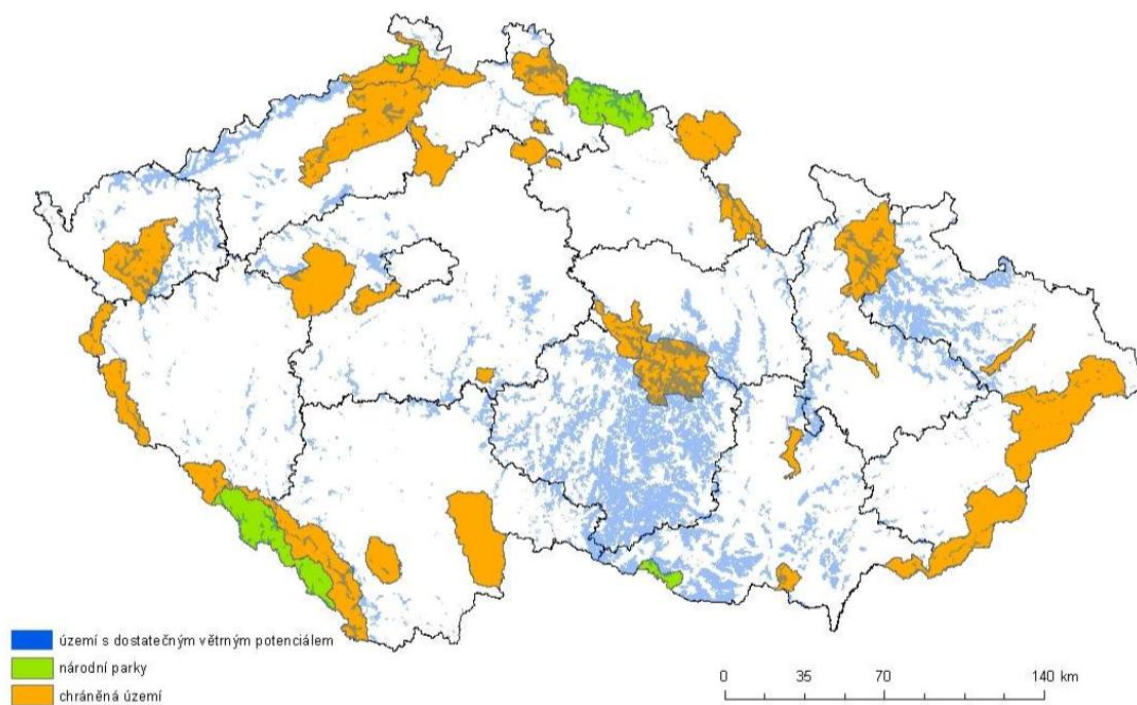 území s dostatečným větrným potenciálem
národní parky
chráněná území
0 35 70 140 km